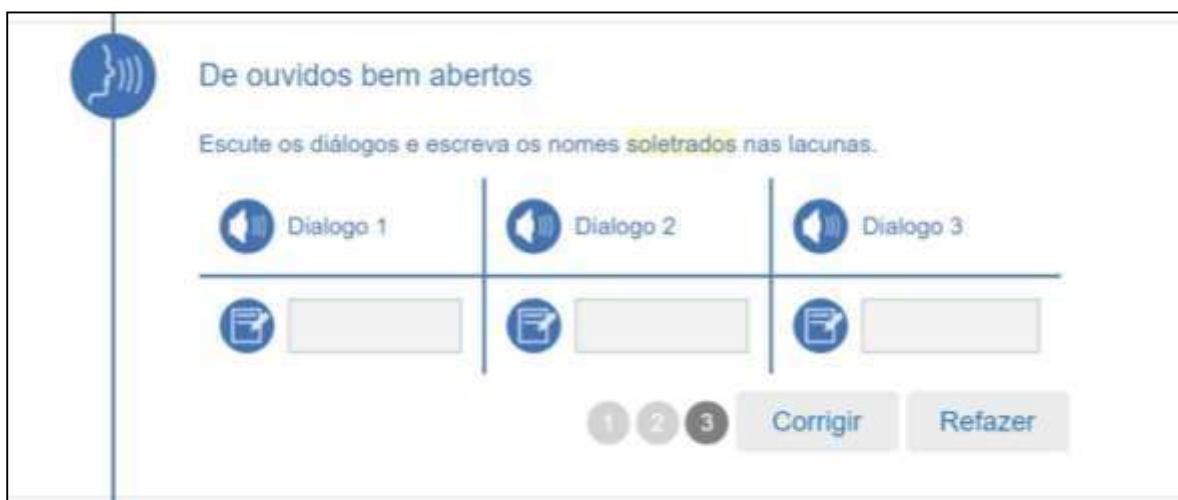 De ouvidos bem abertos
Escute os diálogos e escreva os nomes soletrados nas lacunas.
Dialogo 1 Dialogo 2 Dialogo 3
1 2 3 Corrigir Refazer